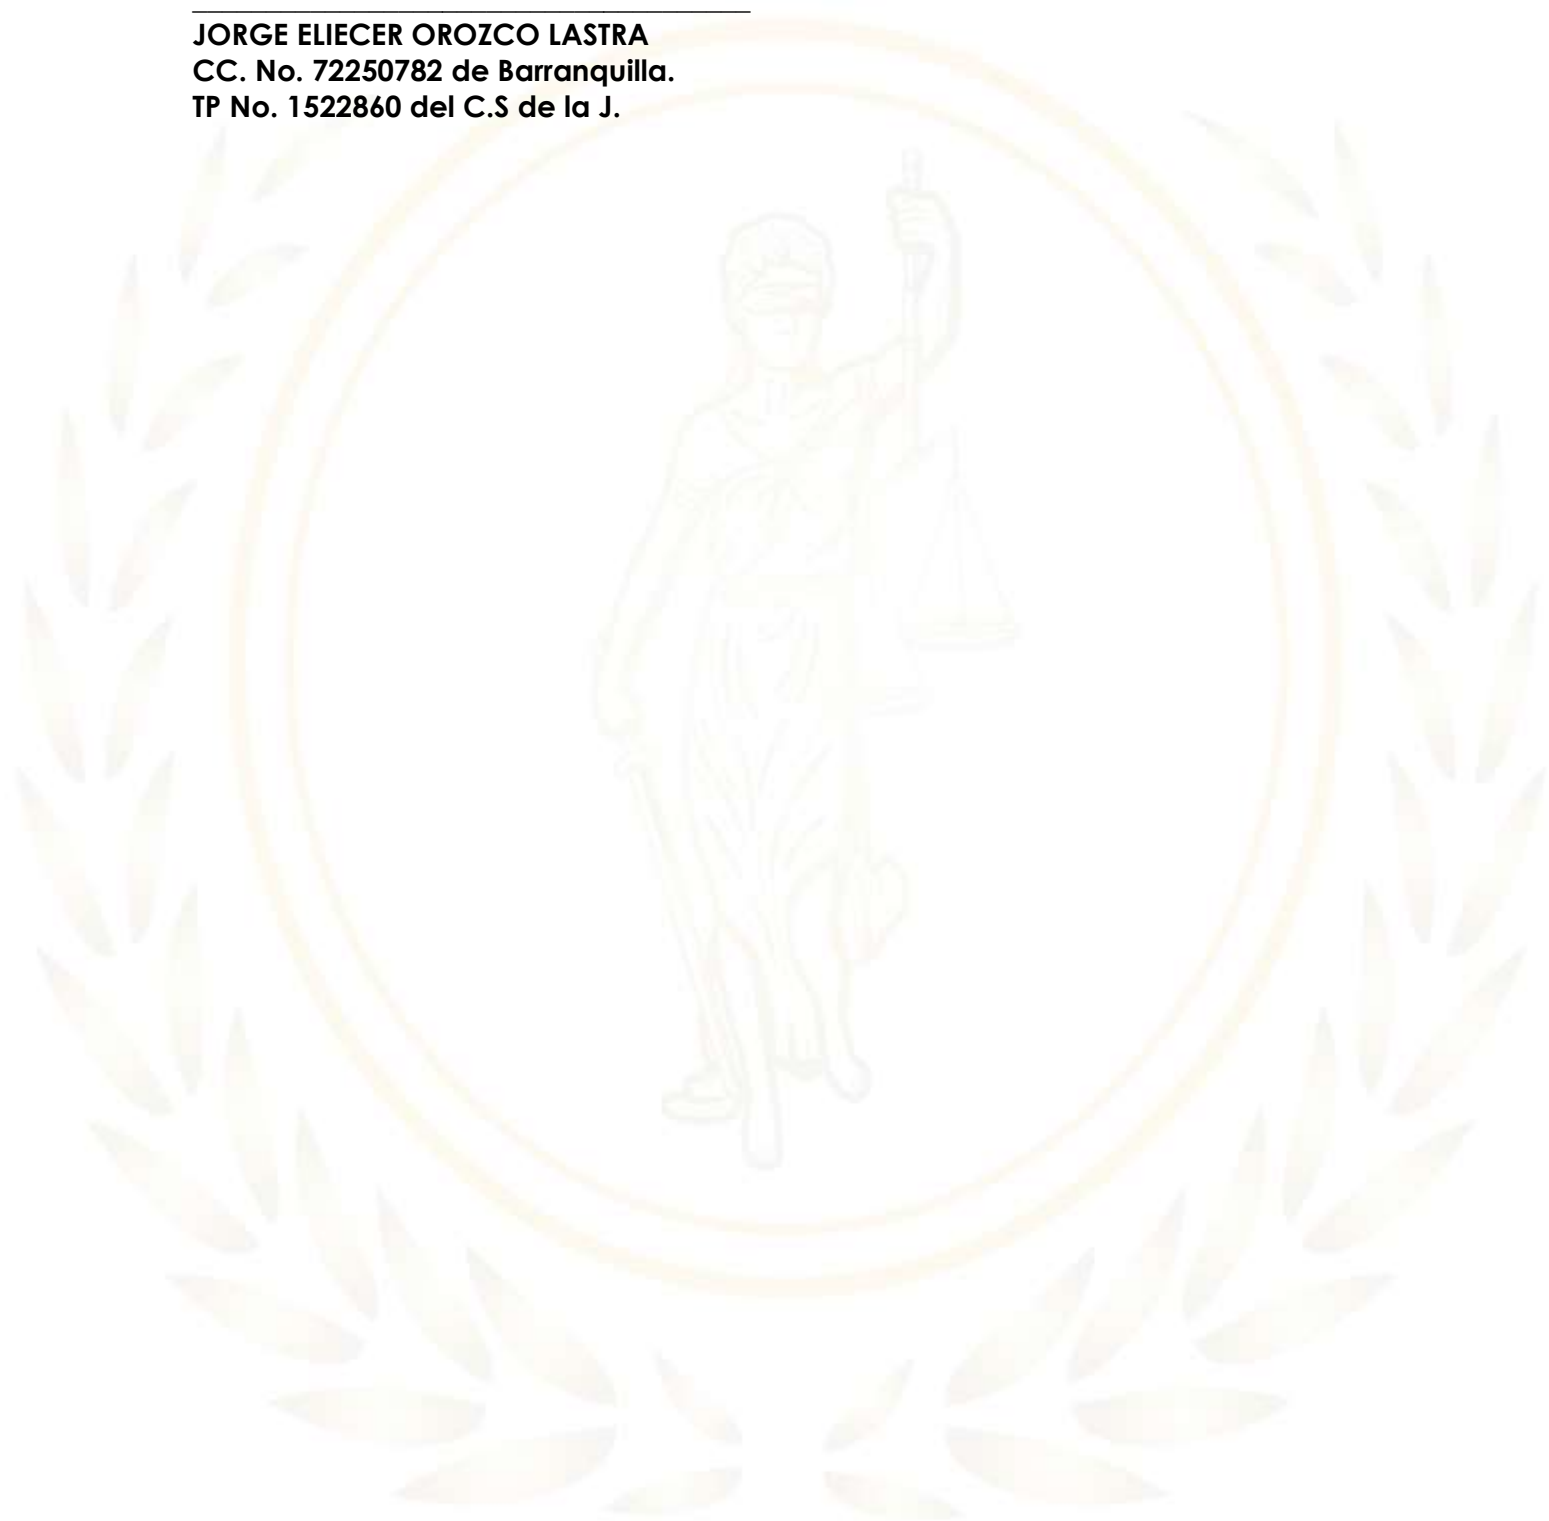 JORGE ELIECER OROZCO LASTRA
CC. No. 72250782 de Barranquilla.
TP No. 1522860 del C.S de la J.